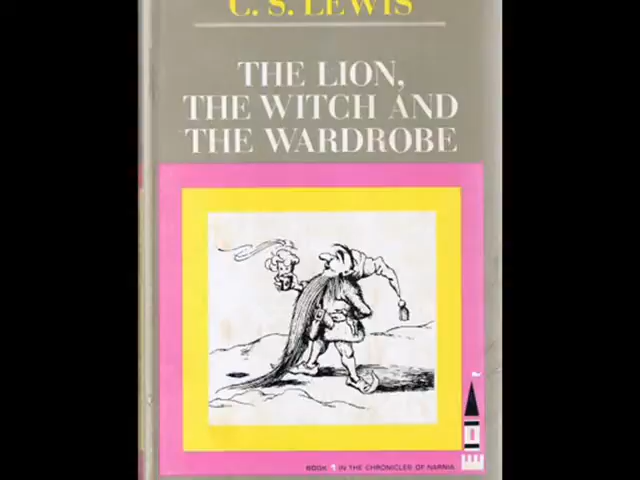 C. S. LEWIS
THE LION,
THE WITCH AND
THE WARDROBE
BOOK 1 IN THE CHRONICLES OF NARNIA